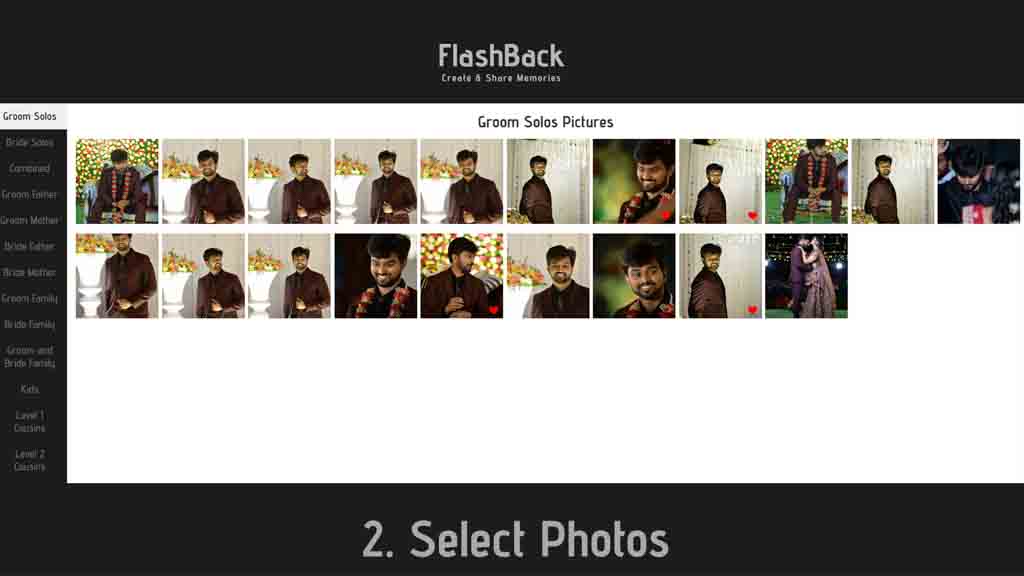 FlashBack
Create & Share Memories
Groom Solos
Bride Solos
Combined
Groom Father
Groom Mother
Bride Father
Bride Mother
Groom Family
Bride Family
Groom and
Bride Family
Kids
Level 1
Cousins
Level 2
Cousins
Groom Solos Pictures
2. Select Photos